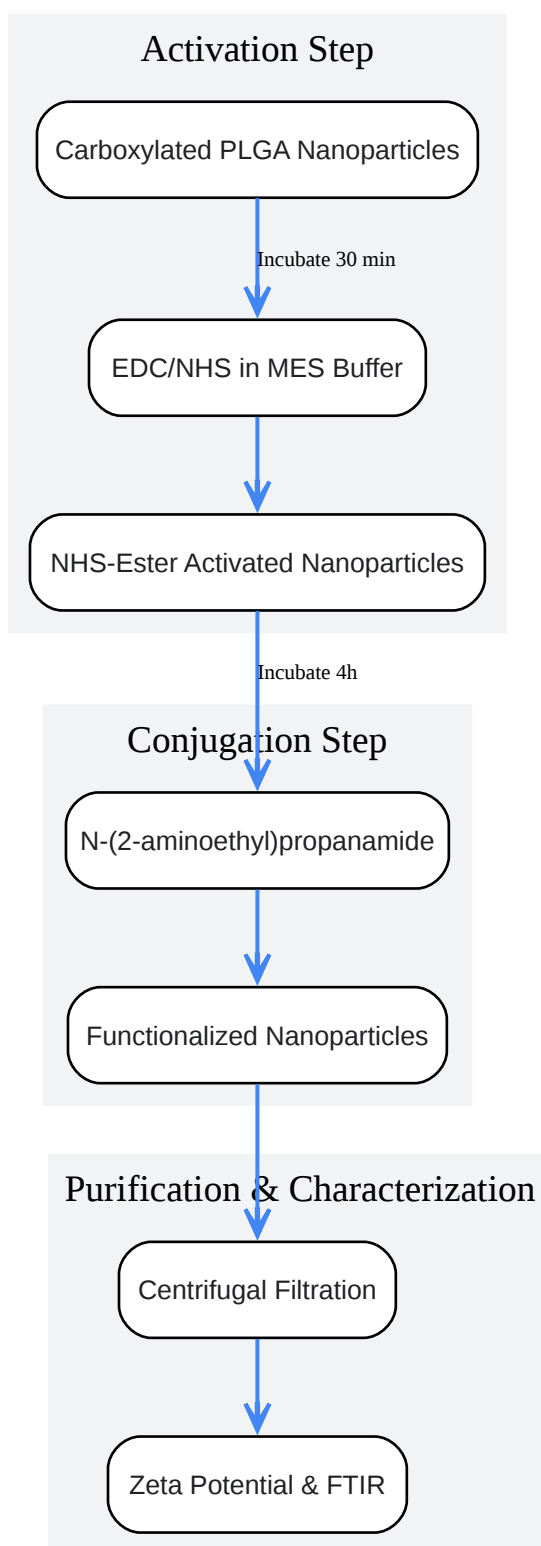 Activation Step
Carboxylated PLGA Nanoparticles
Incubate 30 min
EDC/NHS in MES Buffer
NHS-Ester Activated Nanoparticles
Incubate 4h
Conjugation Step
N-(2-aminoethyl)propanamide
Functionalized Nanoparticles
Purification & Characterization
Centrifugal Filtration
Zeta Potential & FTIR